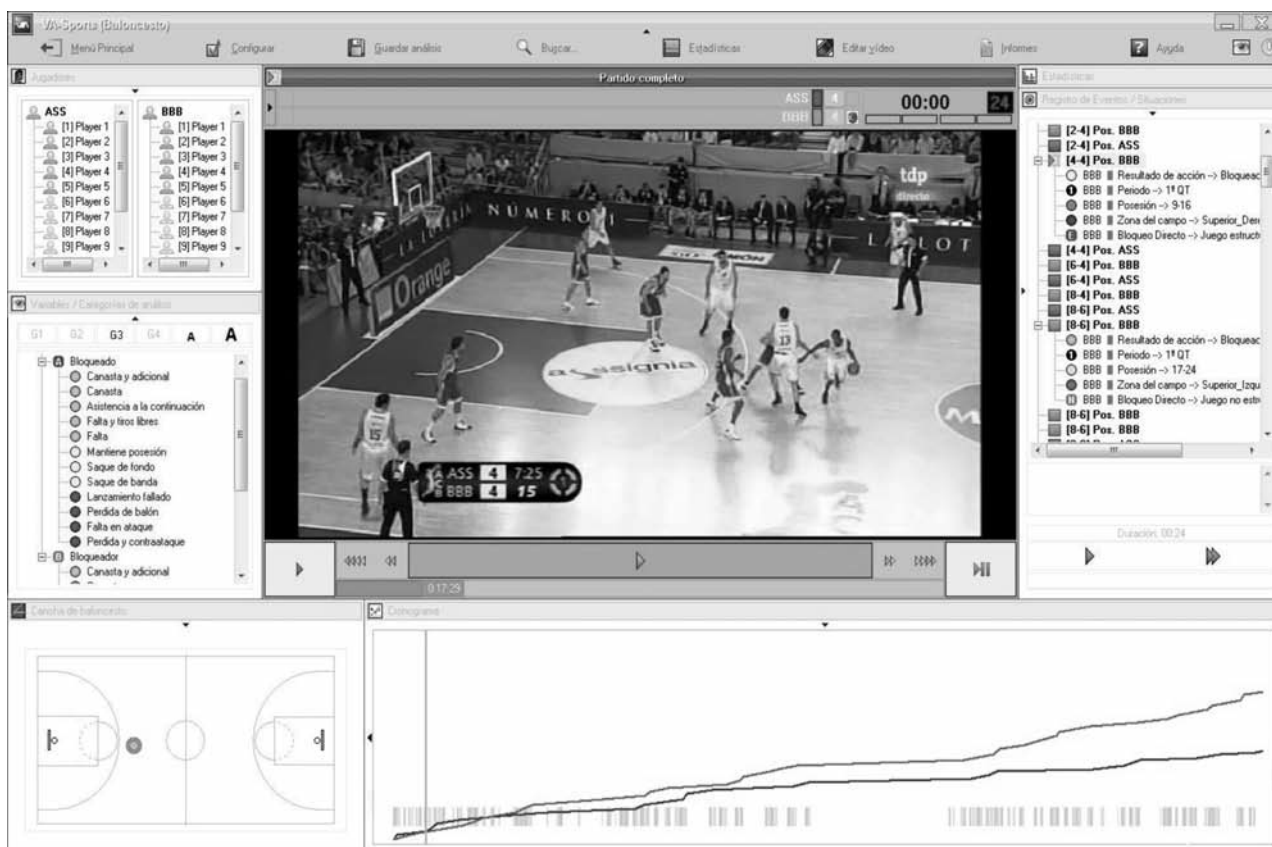 VA-Sports (Baloncesto)
Menú Principal
Configurar
Guardar análisis
Buscar...
Estadísticas
Editar vídeo
Informes
Ayuda
Jugadores
ASS
[1] Player 1
[2] Player 2
[3] Player 3
[4] Player 4
[5] Player 5
[6] Player 6
[7] Player 7
[8] Player 8
[9] Player 9
BBB
[1] Player 1
[2] Player 2
[3] Player 3
[4] Player 4
[5] Player 5
[6] Player 6
[7] Player 7
[8] Player 8
[9] Player 9
Variables / Categorías de análisis
G1 G2 G3 G4 A A
A Bloqueado
Canasta y adicional
Canasta
Asistencia a la continuación
Falta y tiros libres
Falta
Mantiene posesión
Saque de fondo
Saque de banda
Lanzamiento fallado
Perdida de balón
Falta en ataque
Perdida y contraataque
B Bloqueador
Canasta y adicional
Partido completo
ASS 4
BBB 4
00:00
24
tdp
directo
NÚMERO1
Orange
assignia
13
15
ASS 4 7:25
BBB 4 15
0:17:29
Estadísticas
Registro de Eventos / Situaciones
[2-4] Pos. BBB
[2-4] Pos. ASS
[4-4] Pos. BBB
BBB Resultado de acción -> Bloqueac
1 BBB Periodo -> 1º QT
BBB Posesión -> 9-16
BBB Zona del campo -> Superior_Dere
BBB Bloqueo Directo -> Juego estruct
[4-4] Pos. ASS
[6-4] Pos. BBB
[6-4] Pos. ASS
[8-4] Pos. BBB
[8-6] Pos. ASS
[8-6] Pos. BBB
BBB Resultado de acción -> Bloqueac
1 BBB Periodo -> 1º QT
BBB Posesión -> 17-24
BBB Zona del campo -> Superior_Izqu
H BBB Bloqueo Directo -> Juego no estru
[8-6] Pos. BBB
[8-6] Pos. BBB
Duración: 00:24
Cancha de baloncesto
Cronograma